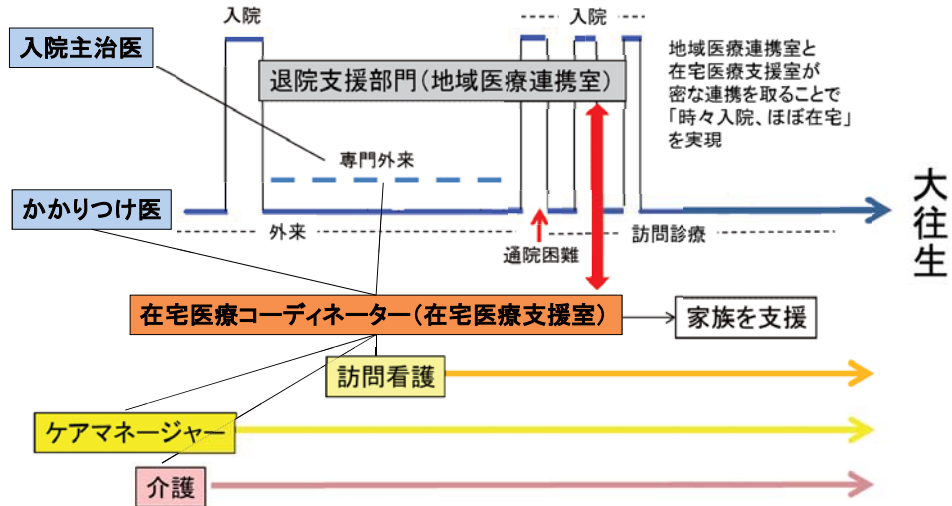 入院
入院
入院主治医
退院支援部門(地域医療連携室)
地域医療連携室と
在宅医療支援室が
密な連携を取ることで
「時々入院、ほぼ在宅」
を実現
専門外来
かかりつけ医
外来
通院困難
訪問診療
大往生
在宅医療コーディネーター(在宅医療支援室)
家族を支援
訪問看護
ケアマネージャー
介護